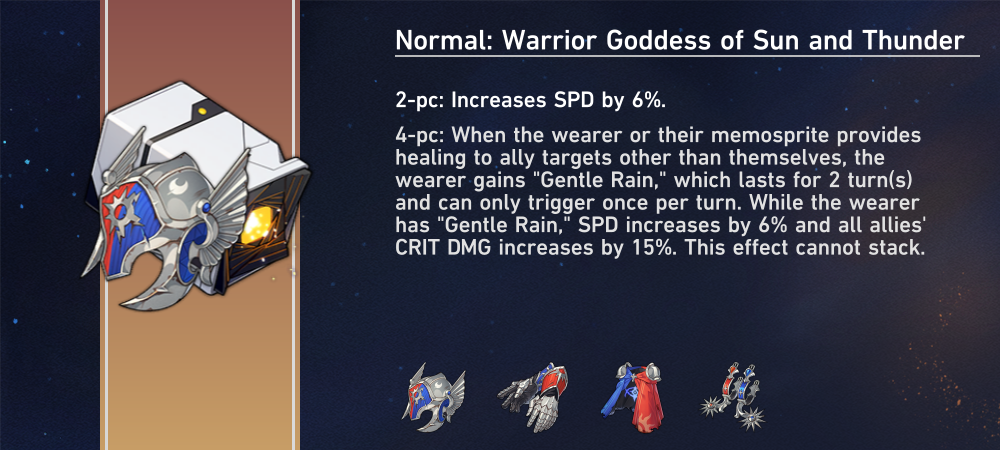 Normal: Warrior Goddess of Sun and Thunder
2-pc: Increases SPD by 6%.
4-pc: When the wearer or their memosprite provides
healing to ally targets other than themselves, the
wearer gains "Gentle Rain," which lasts for 2 turn(s)
and can only trigger once per turn. While the wearer
has "Gentle Rain," SPD increases by 6% and all allies'
CRIT DMG increases by 15%. This effect cannot stack.